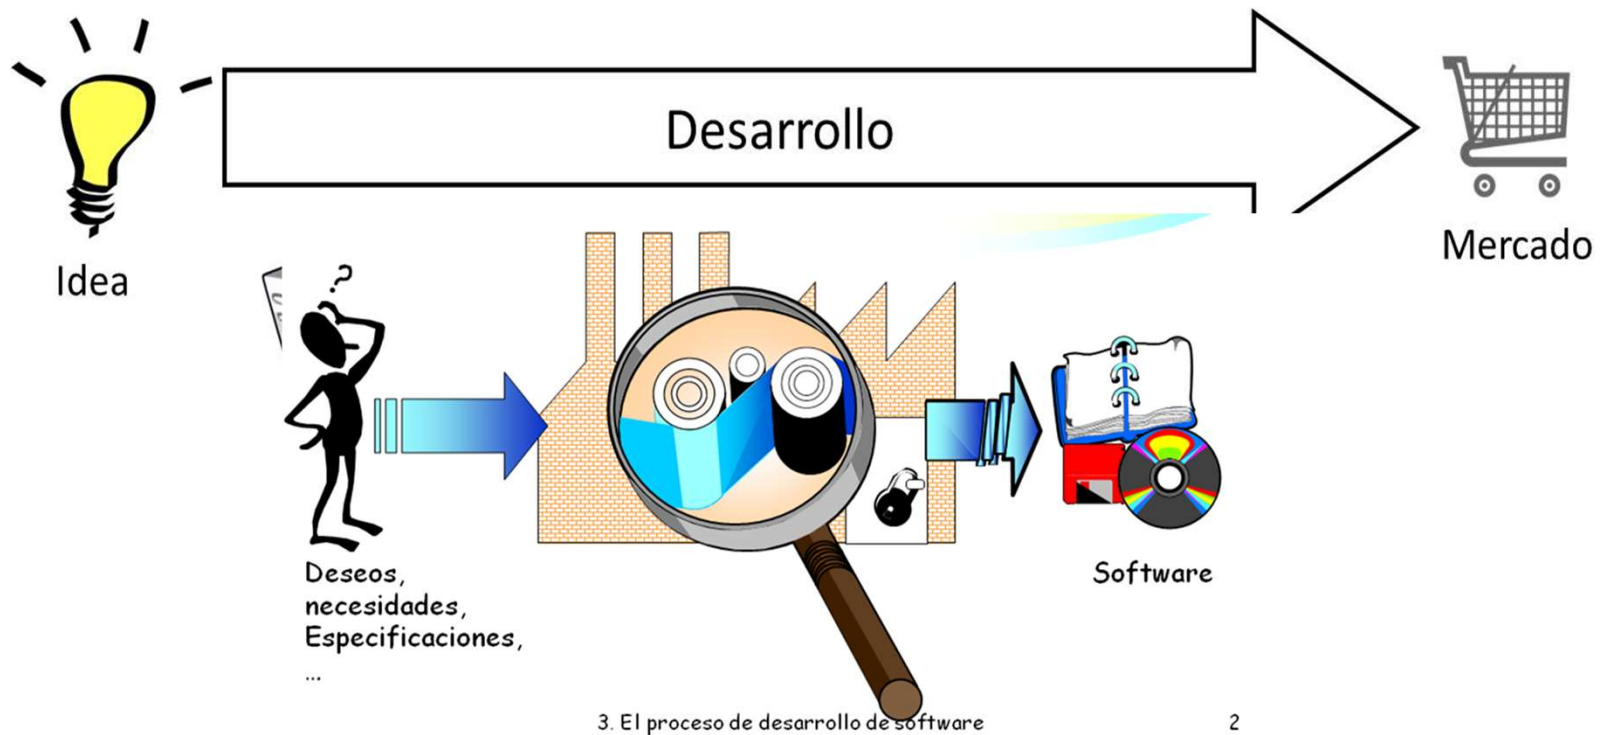 Desarrollo
Idea
Mercado
?
Deseos,
necesidades,
Especificaciones,
...
Software
3. El proceso de desarrollo de software
2